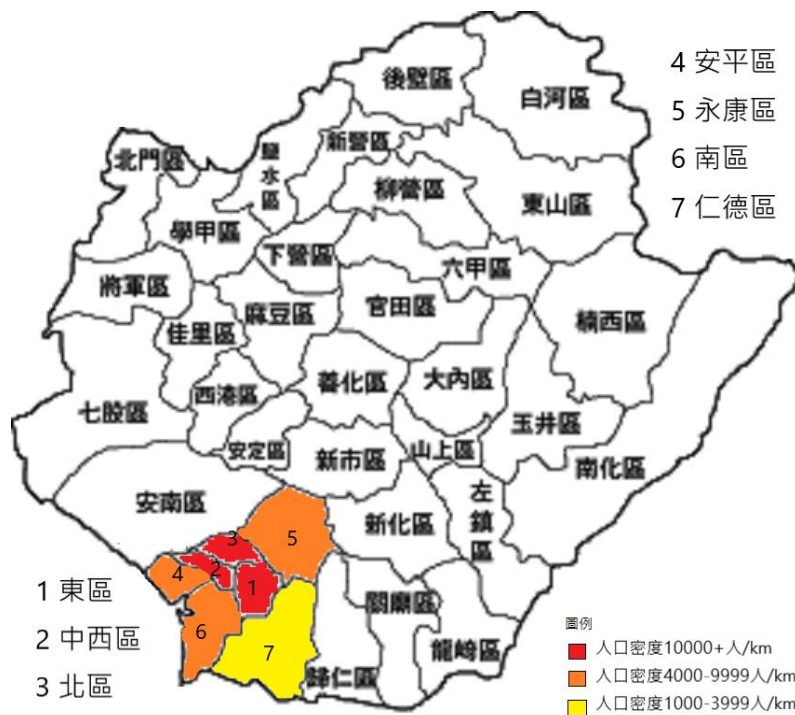 4 安平區
5 永康區
6 南區
7 仁德區
後壁區
白河區
新營區
鹽水區
北門區
柳營區
東山區
學甲區
下營區
六甲區
將軍區
麻豆區
官田區
楠西區
佳里區
西港區
善化區
大內區
七股區
玉井區
安定區
新市區
山上區
南化區
安南區
左鎮區
新化區
3
5
2
4
1
6
7
關廟區
龍崎區
歸仁區
1 東區
2 中西區
3 北區
圖例
人口密度10000+人/km
人口密度4000-9999人/km
人口密度1000-3999人/km